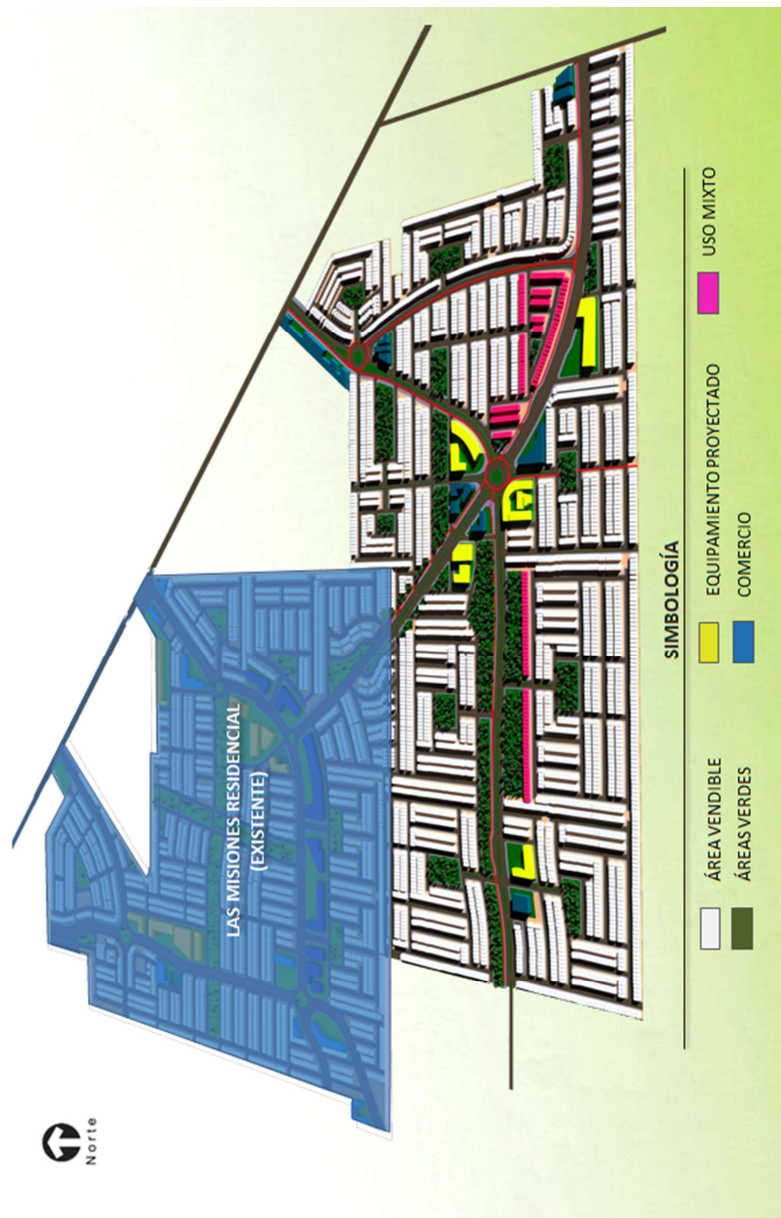 Norte
LAS MISIONES RESIDENCIAL
(EXISTENTE)
SIMBOLOGÍA
ÁREA VENDIBLE
EQUIPAMIENTO PROYECTADO
USO MIXTO
ÁREAS VERDES
COMERCIO